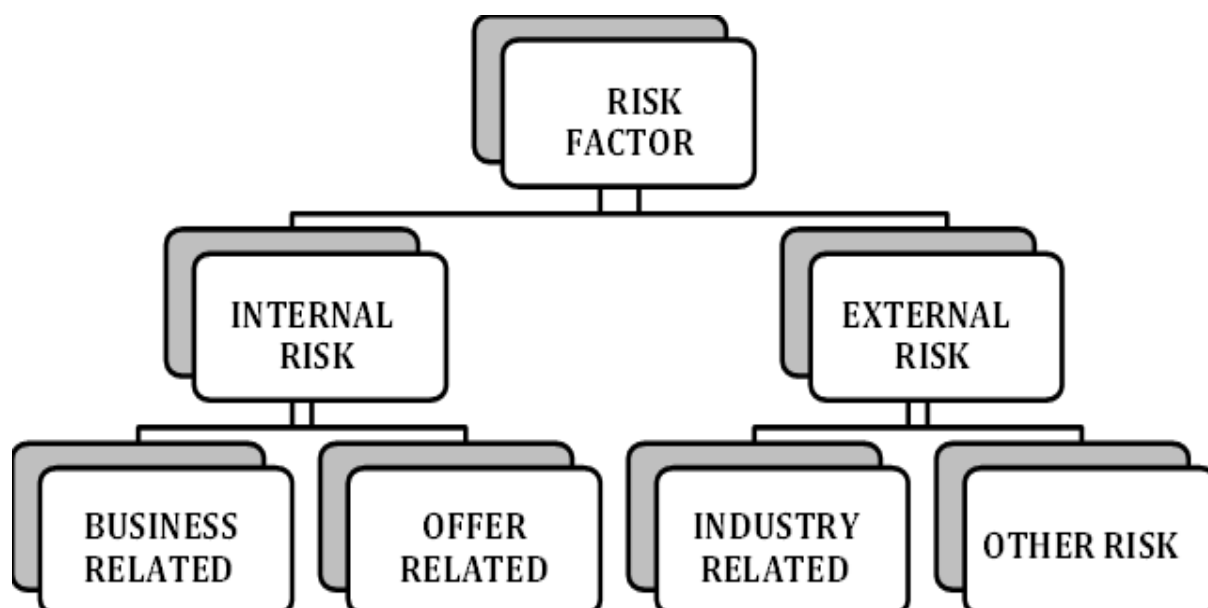 RISK
FACTOR
INTERNAL
RISK
EXTERNAL
RISK
BUSINESS
RELATED
OFFER
RELATED
INDUSTRY
RELATED
OTHER RISK